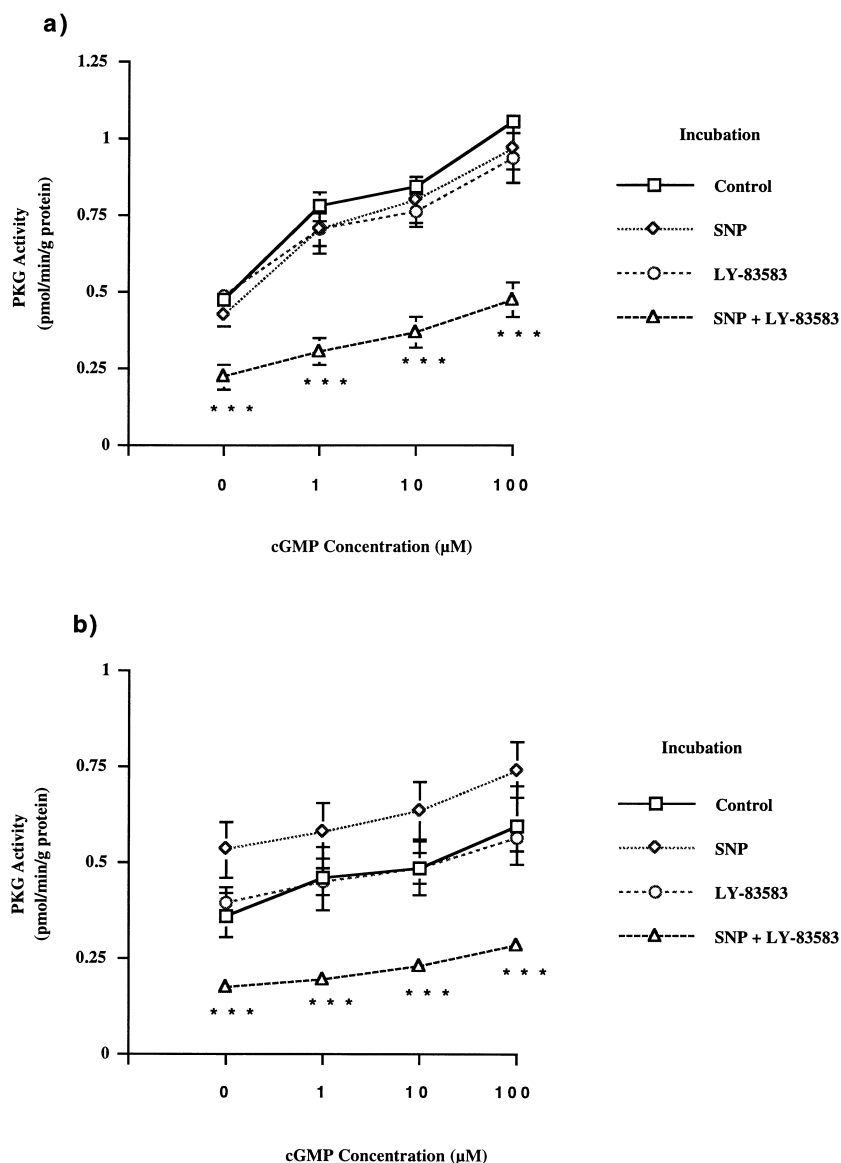 a)
1.25
1
0.75
0.5
0.25
0
PKG Activity
(pmol/min/g protein)
* * *
* * *
* * *
* * *
0 1 10 100
cGMP Concentration (µM)
Incubation
Control
SNP
LY-83583
SNP + LY-83583
b)
1
0.75
0.5
0.25
0
PKG Activity
(pmol/min/g protein)
* * *
* * *
* * *
* * *
0 1 10 100
cGMP Concentration (µM)
Incubation
Control
SNP
LY-83583
SNP + LY-83583